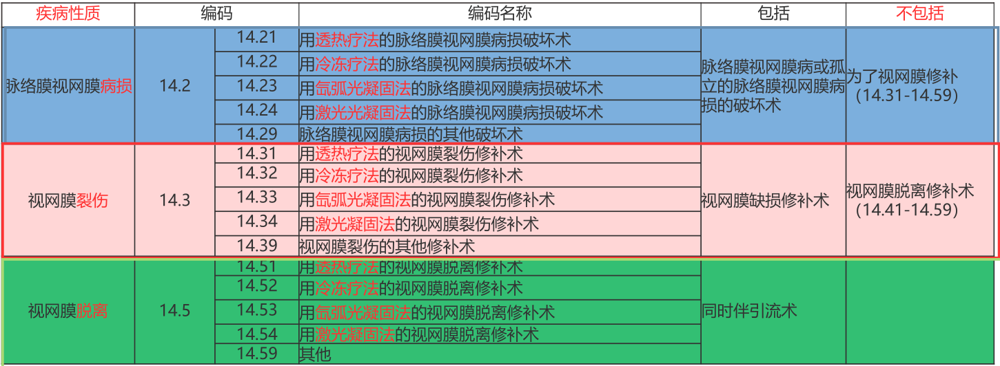 疾病性质 编码 编码名称 包括 不包括
脉络膜视网膜病损 14.2
14.21 用透热疗法的脉络膜视网膜病损破坏术
14.22 用冷冻疗法的脉络膜视网膜病损破坏术
14.23 用氙弧光凝固法的脉络膜视网膜病损破坏术
14.24 用激光光凝固法的脉络膜视网膜病损破坏术
14.29 脉络膜视网膜病损的其他破坏术
脉络膜视网膜病或孤
立的脉络膜视网膜病
损的破坏术
为了视网膜修补
（14.31-14.59）
视网膜裂伤 14.3
14.31 用透热疗法的视网膜裂伤修补术
14.32 用冷冻疗法的视网膜裂伤修补术
14.33 用氙弧光凝固法的视网膜裂伤修补术
14.34 用激光凝固法的视网膜裂伤修补术
14.39 视网膜裂伤的其他修补术
视网膜缺损修补术
视网膜脱离修补术
（14.41-14.59）
视网膜脱离 14.5
14.51 用透热疗法的视网膜脱离修补术
14.52 用冷冻疗法的视网膜脱离修补术
14.53 用氙弧光凝固法的视网膜脱离修补术
14.54 用激光凝固法的视网膜脱离修补术
14.59 其他
同时伴引流术